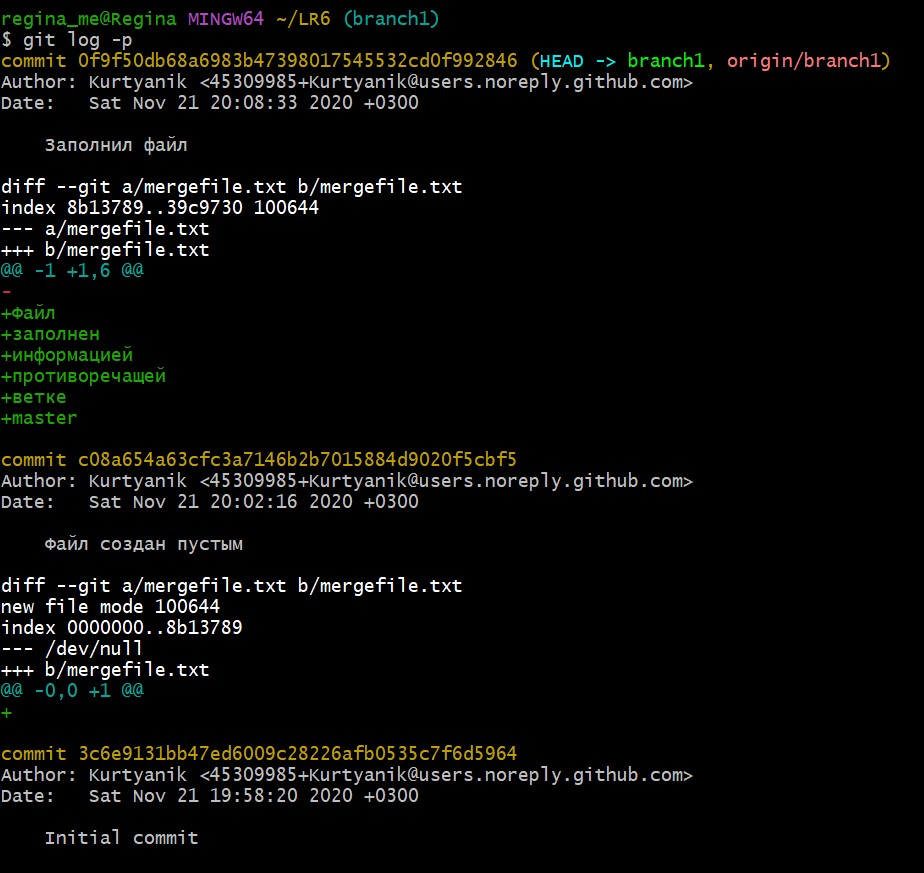 regina_me@Regina MINGW64 ~/LR6 (branch1)
$ git log -p
commit 0f9f50db68a6983b47398017545532cd0f992846 (HEAD -> branch1, origin/branch1)
Author: Kurtyanik <45309985+Kurtyanik@users.noreply.github.com>
Date:   Sat Nov 21 20:08:33 2020 +0300
    Заполнил файл
diff --git a/mergefile.txt b/mergefile.txt
index 8b13789..39c9730 100644
--- a/mergefile.txt
+++ b/mergefile.txt
@@ -1 +1,6 @@
-
+Файл
+заполнен
+информацией
+противоречащей
+ветке
+master
commit c08a654a63cfc3a7146b2b7015884d9020f5cbf5
Author: Kurtyanik <45309985+Kurtyanik@users.noreply.github.com>
Date:   Sat Nov 21 20:02:16 2020 +0300
    Файл создан пустым
diff --git a/mergefile.txt b/mergefile.txt
new file mode 100644
index 0000000..8b13789
--- /dev/null
+++ b/mergefile.txt
@@ -0,0 +1 @@
+
commit 3c6e9131bb47ed6009c28226afb0535c7f6d5964
Author: Kurtyanik <45309985+Kurtyanik@users.noreply.github.com>
Date:   Sat Nov 21 19:58:20 2020 +0300
    Initial commit